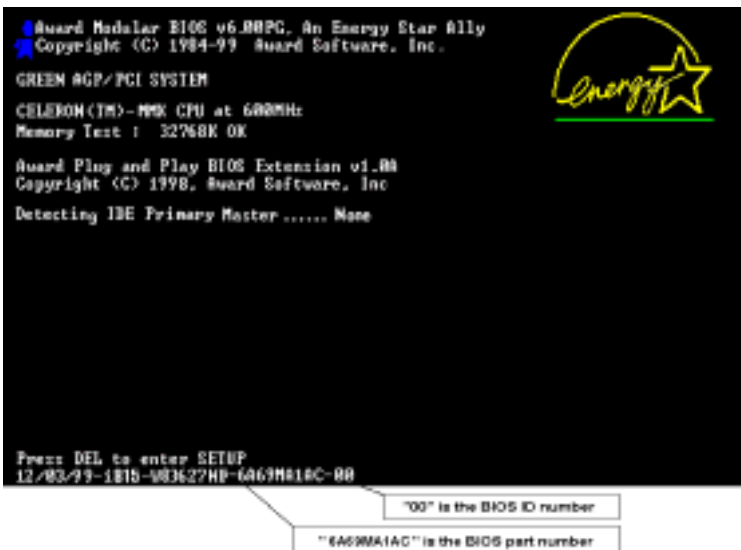 Award Modular BIOS v6.00PG, An Energy Star Ally
Copyright (C) 1984-99 Award Software, Inc.
GREEN AGP/PCI SYSTEM
CELERON(TM)-MMX CPU at 600MHz
Memory Test : 32768K OK
Award Plug and Play BIOS Extension v1.0A
Copyright (C) 1998, Award Software, Inc
Detecting IDE Primary Master ...... None
energy
Press DEL to enter SETUP
12/03/99-i815-W83627HF-6A69MA1AC-00
"00" is the BIOS ID number
"6A69MA1AC" is the BIOS part number